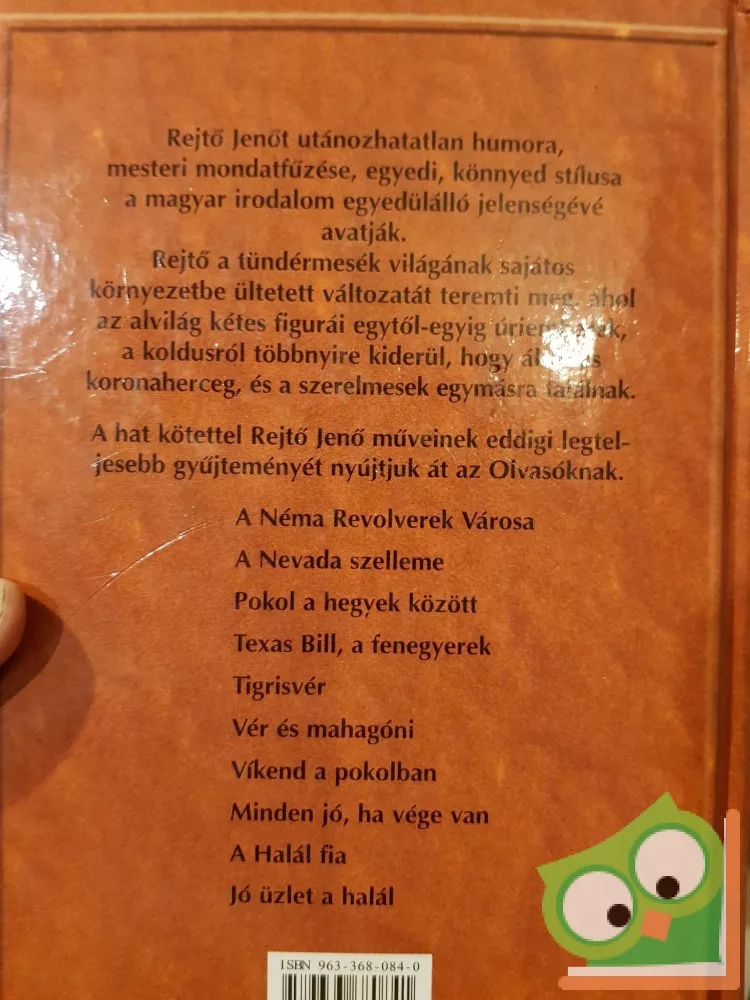 Rejtő Jenőt utánozhatatlan humora,
mesteri mondatfűzése, egyedi, könnyed stílusa
a magyar irodalom egyedülálló jelenségévé
avatják.
Rejtő a tündérmesék világának sajátos
környezetbe ültetett változatát teremti meg, ahol
az alvilág kétes figurái egytől-egyig
a koldusról többnyire kiderül, hogy
koronaherceg, és a szerelmesek egymásra találnak.
A hat kötettel Rejtő Jenő műveinek eddigi legtel-
jesebb gyűjteményét nyújtjuk át az Olvasóknak.
A Néma Revolverek Városa
A Nevada szelleme
Pokol a hegyek között
Texas Bill, a fenegyerek
Tigrisvér
Vér és mahagóni
Víkend a pokolban
Minden jó, ha vége van
A Halál fia
Jó üzlet a halál
ISBN 963-368-084-0